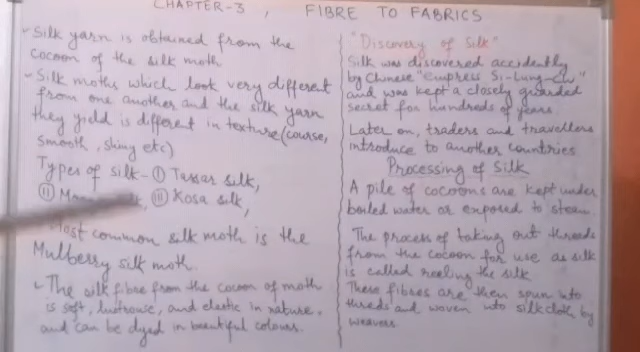 CHAPTER-3, FIBRE TO FABRICS
Silk yarn is obtained from the
cocoon of the silk moth.
Silk moths which look very different
from one another and the silk yarn
they yield is different in texture (course,
smooth, shiny etc)
Types of silk - (i) Tassar silk,
(ii) (ii) Kosa silk,
Most common silk moth is the
Mulberry silk moth.
The silk fibre from the cocoon of moth
is soft, lustrous, and elastic in nature,
and can be dyed in beautiful colours.
"Discovery of Silk"
Silk was discovered accidently
by Chinese "empress Si-Lung-
and was kept a closely guarded
secret for hundreds of years.
Later on, traders and travellers
introduce to another countries
Processing of Silk
A pile of cocoons are kept under
boiled water or exposed to steam.
The process of taking out threads
from the cocoon for use as silk
is called reeling the silk
These fibres are then spun into
threds and woven into silk cloth by
weavers